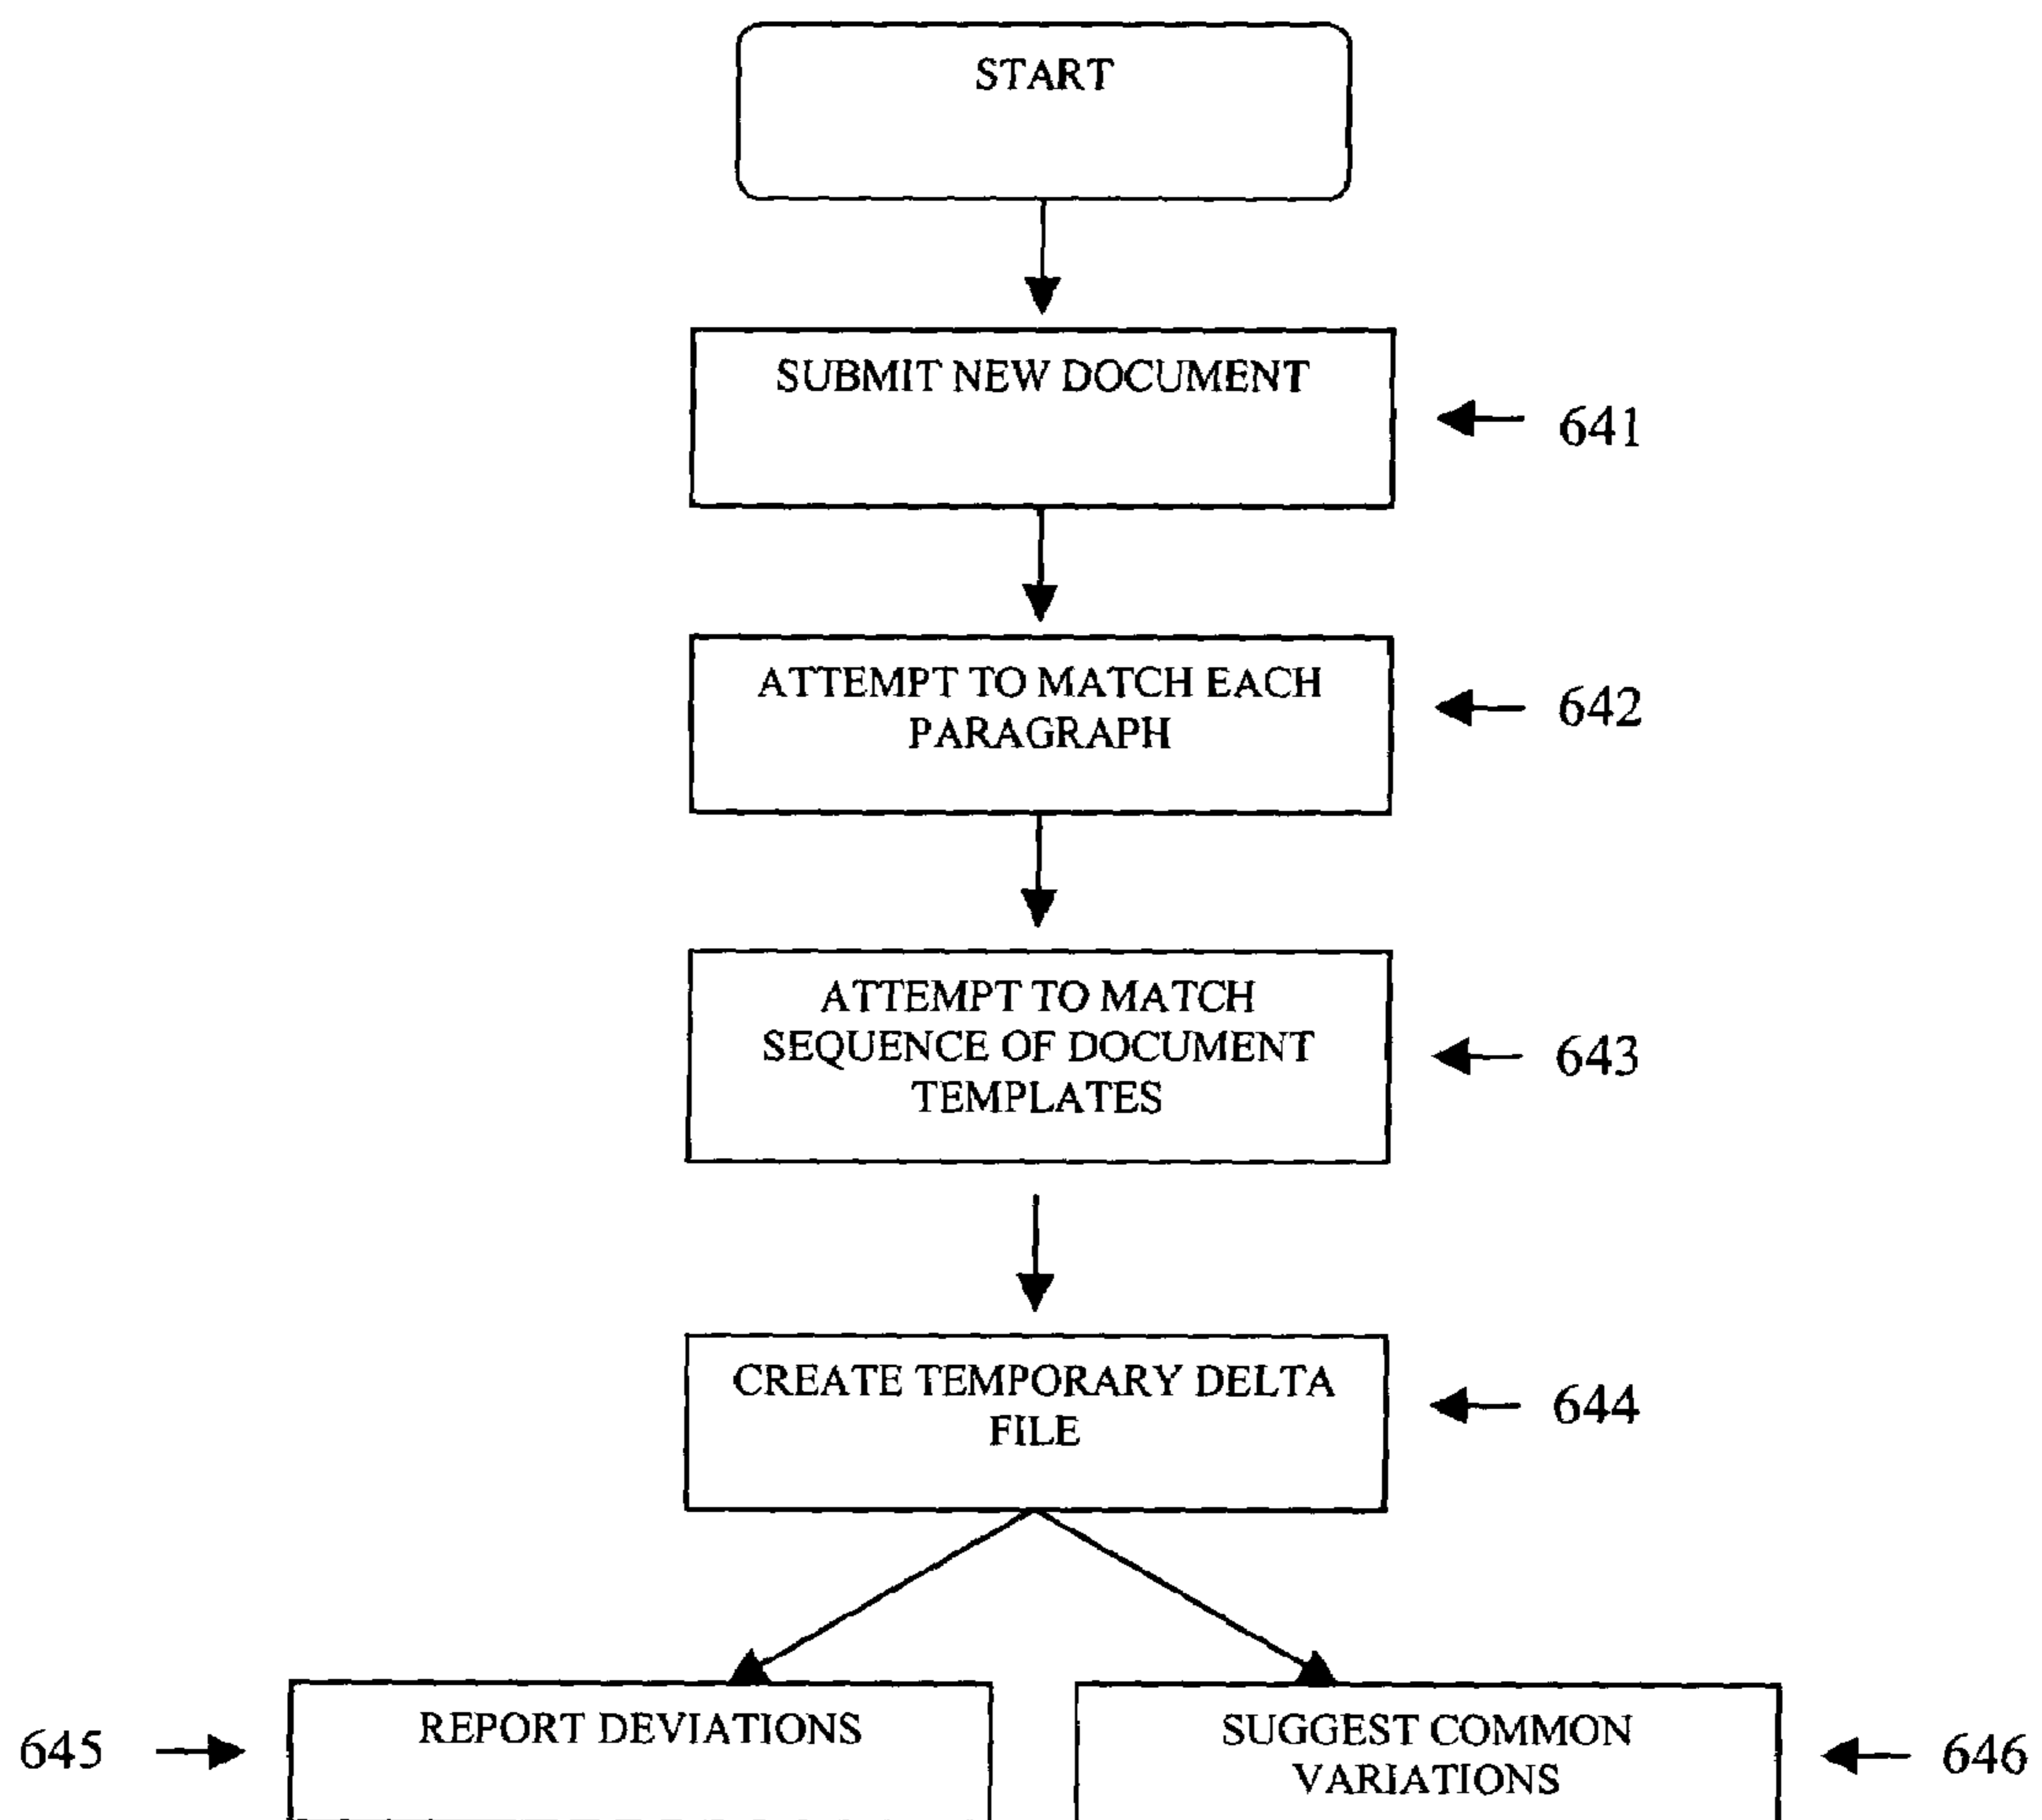 START
SUBMIT NEW DOCUMENT
641
ATTEMPT TO MATCH EACH
PARAGRAPH
642
ATTEMPT TO MATCH
SEQUENCE OF DOCUMENT
TEMPLATES
643
CREATE TEMPORARY DELTA
FILE
644
645
REPORT DEVIATIONS
SUGGEST COMMON
VARIATIONS
646